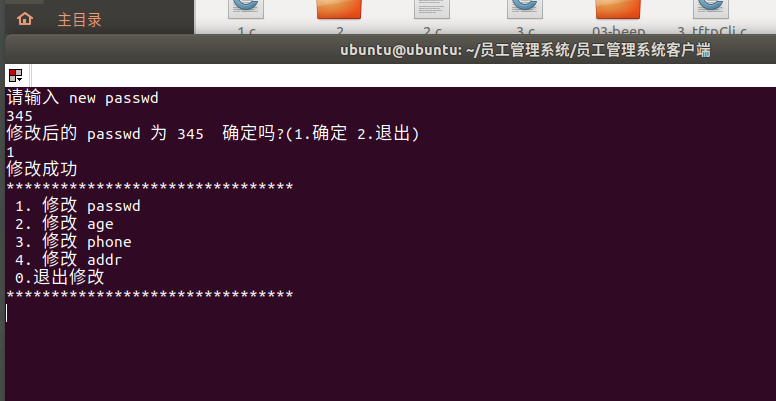 主目录
1.c
2
2.c
3.c
03-beep
3_tftpCli.c
ubuntu@ubuntu: ~/员工管理系统/员工管理系统客户端
请输入 new passwd
345
修改后的 passwd 为 345  确定吗?(1.确定 2.退出)
1
修改成功
********************************
 1. 修改 passwd
 2. 修改 age
 3. 修改 phone
 4. 修改 addr
 0.退出修改
********************************